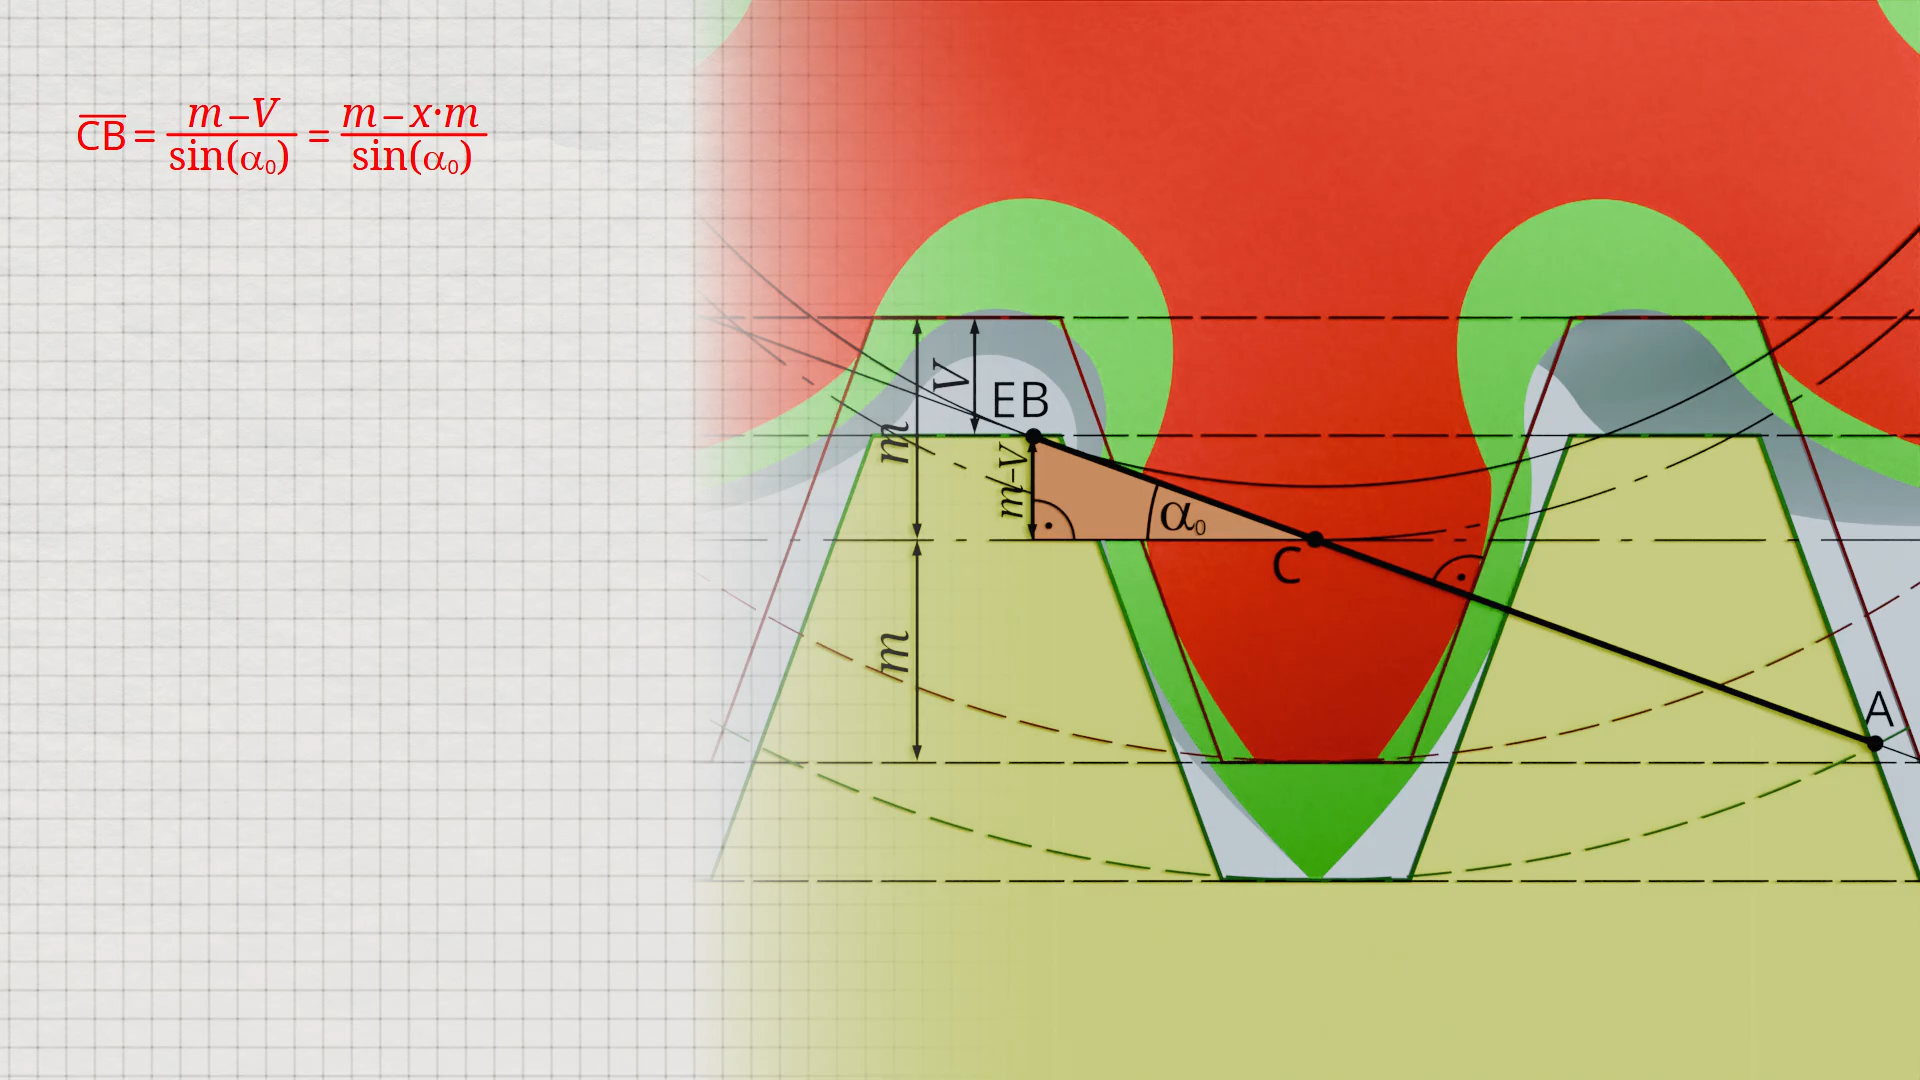 CB = m−V / sin(α₀) = m−x·m / sin(α₀)
V
EB
m
m−V
α₀
C
m
A